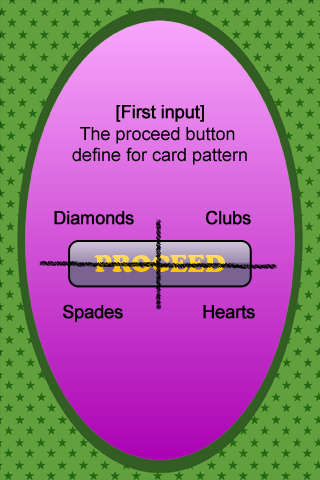 [First input]
The proceed button
define for card pattern
Diamonds Clubs
PROCEED
Spades Hearts